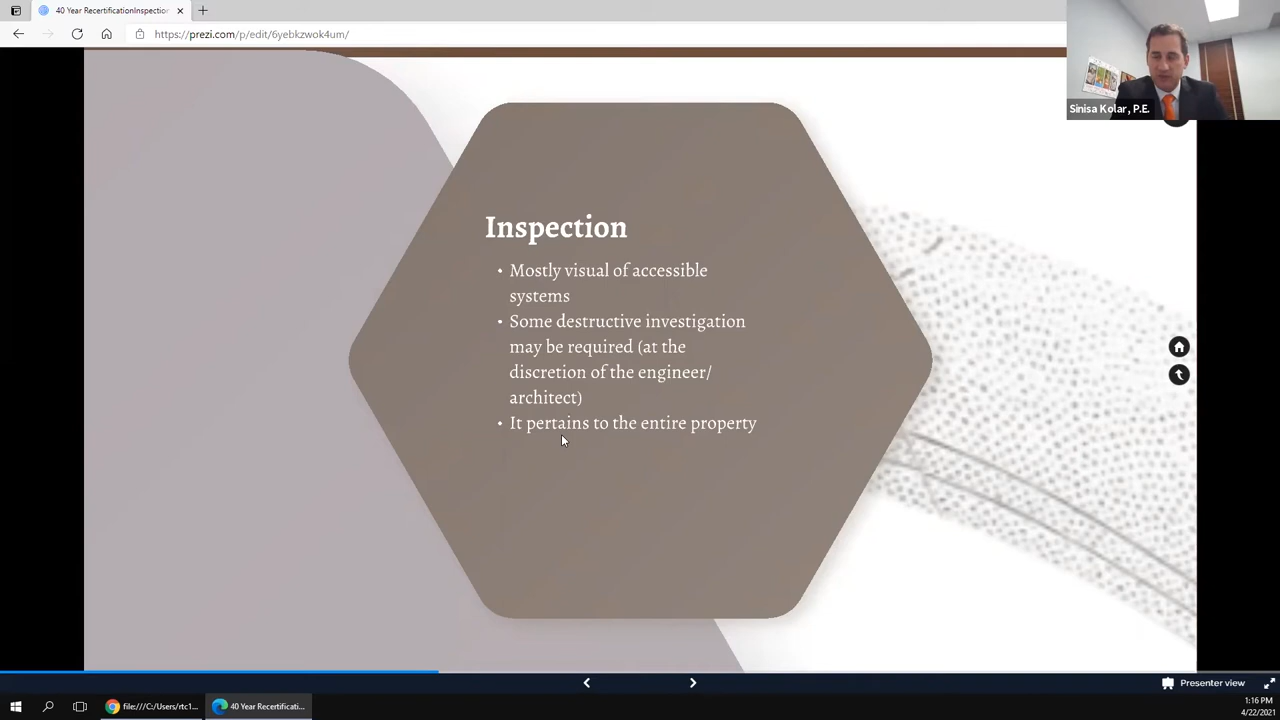 40 Year RecertificationInspectio
https://prezi.com/p/edit/6yebkzwok4um/
Sinisa Kolar, P.E.
Inspection
• Mostly visual of accessible
systems
• Some destructive investigation
may be required (at the
discretion of the engineer/
architect)
• It pertains to the entire property
Presenter view
file:///C:/Users/rtc1...
40 Year Recertificati...
1:16 PM
4/22/2021